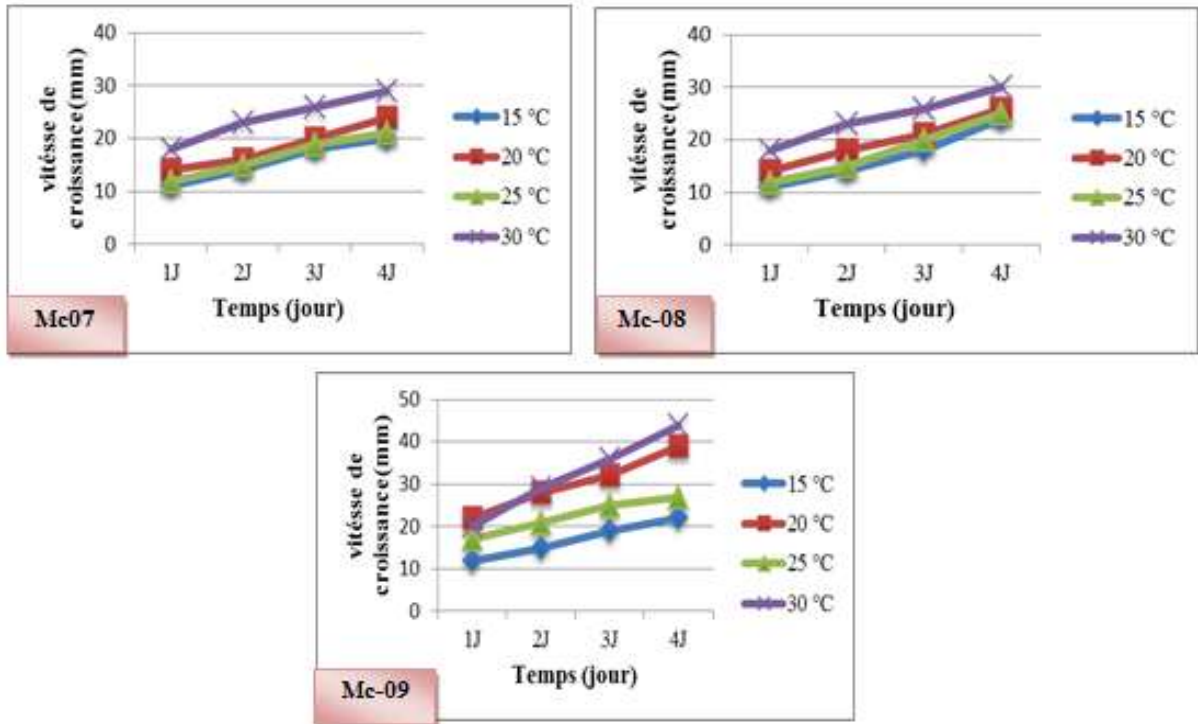 40
30
20
10
0
vitésse de
croissance(mm)
1J 2J 3J 4J
Temps (jour)
15 °C
20 °C
25 °C
30 °C
Mc07
40
30
20
10
0
vitésse de
croissance(mm)
1J 2J 3J 4J
Temps (jour)
15 °C
20 °C
25 °C
30 °C
Mc-08
50
40
30
20
10
0
vitésse de
croissance(mm)
1J 2J 3J 4J
Temps (jour)
15 °C
20 °C
25 °C
30 °C
Mc-09